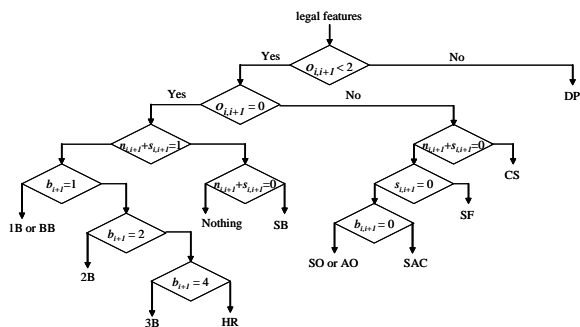 legal features
Yes
o_{i,i+1} < 2
No
Yes
o_{i,i+1} = 0
No
DP
n_{i,i+1}+s_{i,i+1}=1
n_{i,i+1}+s_{i,i+1}=0
b_{i+1}=1
n_{i,i+1}+s_{i,i+1}=0
s_{i,i+1} = 0
CS
1B or BB
b_{i+1} = 2
Nothing
SB
b_{i,i+1} = 0
SF
2B
b_{i+1} = 4
SO or AO
SAC
3B
HR